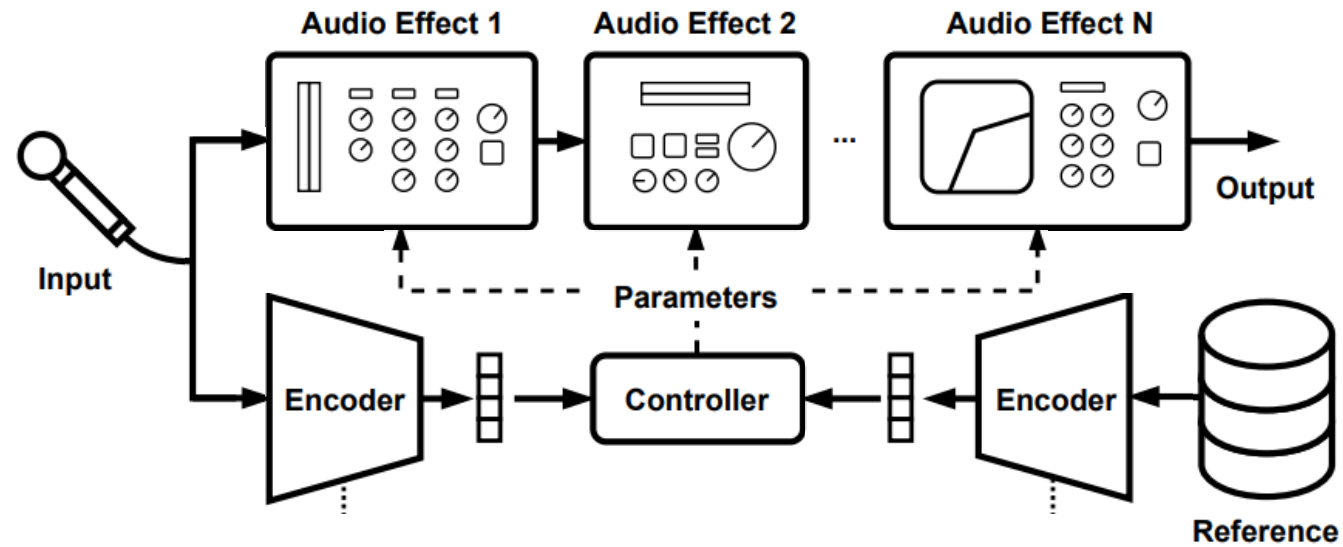 Audio Effect 1
Audio Effect 2
Audio Effect N
...
Output
Input
Parameters
Encoder
Controller
Encoder
Reference